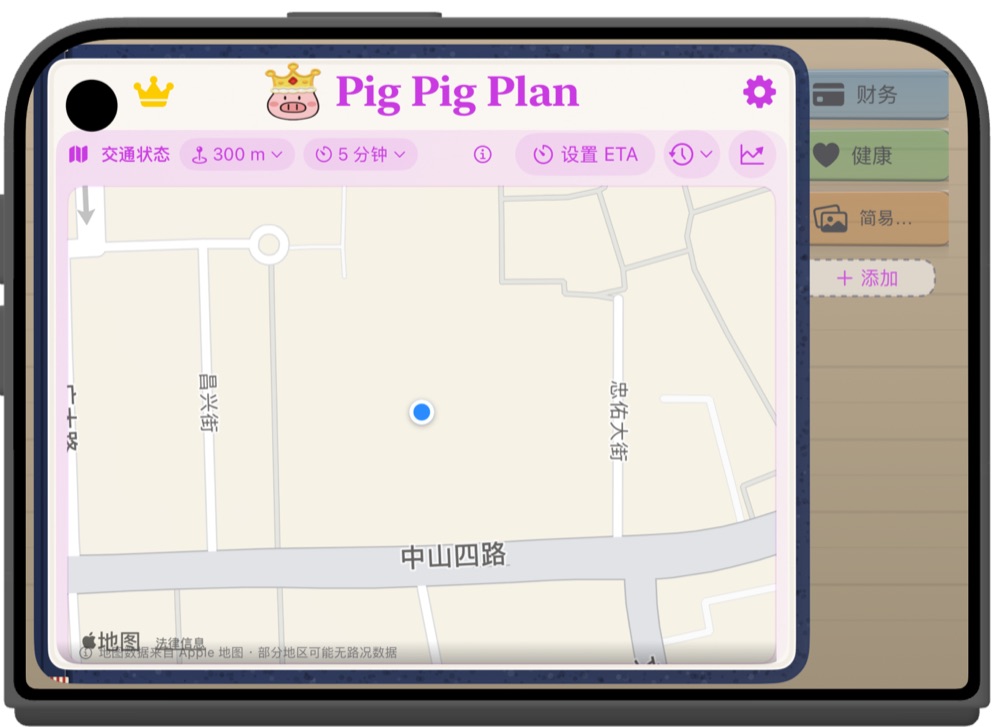 Pig Pig Plan
交通状态 300 m 5 分钟 设置 ETA
财务
健康
简易...
+ 添加
昌兴街
忠佑大街
中山四路
地图 法律信息
地图数据来自 Apple 地图 · 部分地区可能无路况数据